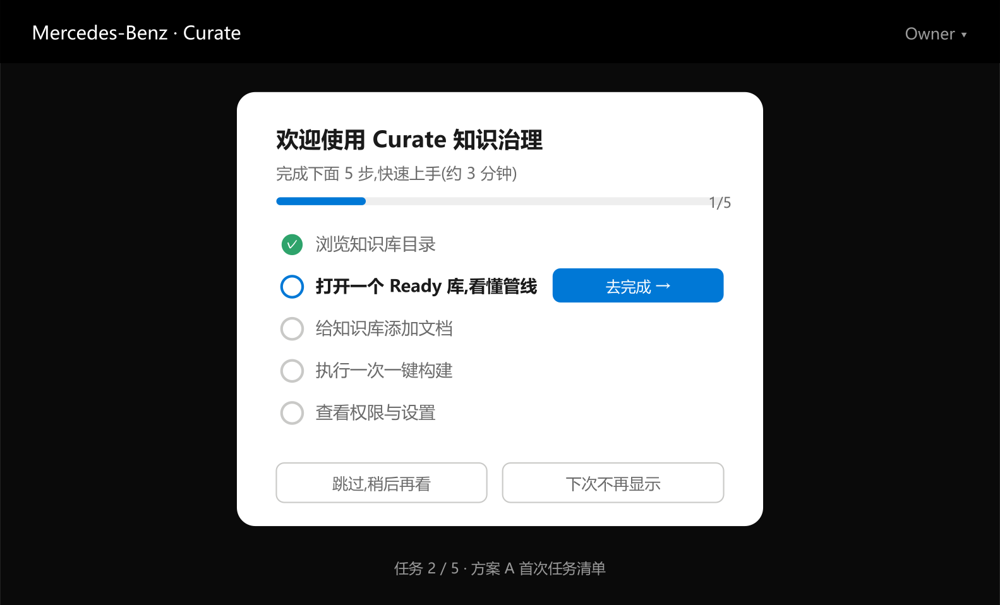 Mercedes-Benz · Curate
Owner ▾
欢迎使用 Curate 知识治理
完成下面 5 步,快速上手(约 3 分钟)
1/5
✓ 浏览知识库目录
打开一个 Ready 库,看懂管线
去完成 →
给知识库添加文档
执行一次一键构建
查看权限与设置
跳过,稍后再看
下次不再显示
任务 2 / 5 · 方案 A 首次任务清单